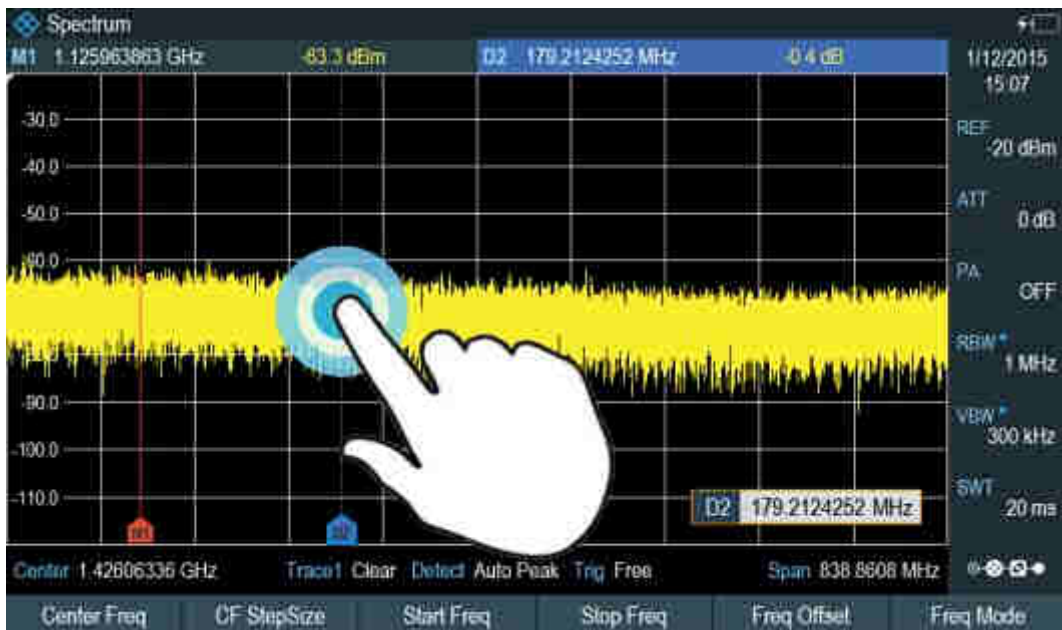 Spectrum
M1 1.125963863 GHz -63.3 dBm D2 179.2124252 MHz -0.4 dB
1/12/2015
15:07
-30.0
-40.0
-50.0
-60.0
-90.0
-100.0
-110.0
REF
-20 dBm
ATT
0 dB
PA
OFF
RBW
1 MHz
VBW
300 kHz
SWT
20 ms
M1
D2
D2 179.2124252 MHz
Center 1.42606336 GHz Trace1 Clear Detect Auto Peak Trig Free Span 838.8608 MHz
Center Freq CF StepSize Start Freq Stop Freq Freq Offset Freq Mode